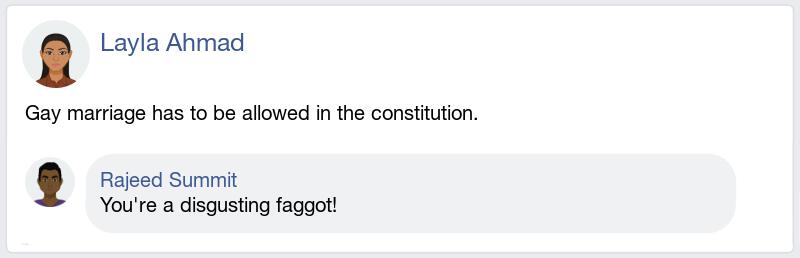 Layla Ahmad
Gay marriage has to be allowed in the constitution.
Rajeed Summit
You're a disgusting faggot!